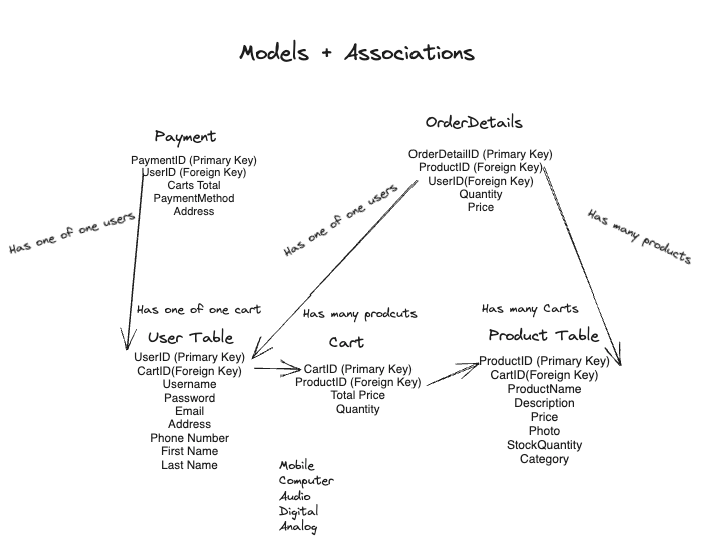 Models + Associations
Payment
PaymentID (Primary Key)
UserID (Foreign Key)
Carts Total
PaymentMethod
Address
OrderDetails
OrderDetailID (Primary Key)
ProductID (Foreign Key)
UserID(Foreign Key)
Quantity
Price
Has one of one users
Has one of one users
Has many products
Has one of one cart
User Table
UserID (Primary Key)
CartID(Foreign Key)
Username
Password
Email
Address
Phone Number
First Name
Last Name
Has many prodcuts
Cart
CartID (Primary Key)
ProductID (Foreign Key)
Total Price
Quantity
Has many Carts
Product Table
ProductID (Primary Key)
CartID(Foreign Key)
ProductName
Description
Price
Photo
StockQuantity
Category
Mobile
Computer
Audio
Digital
Analog